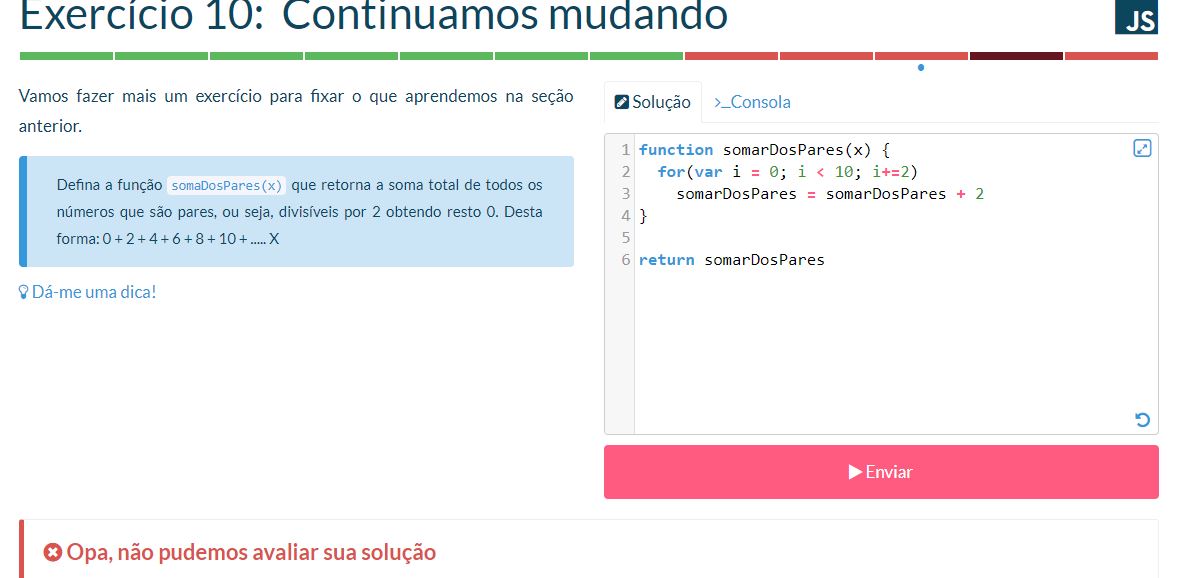 Exercício 10: Continuamos mudando
JS
Vamos fazer mais um exercício para fixar o que aprendemos na seção
anterior.
Defina a função somaDosPares(x) que retorna a soma total de todos os
números que são pares, ou seja, divisíveis por 2 obtendo resto 0. Desta
forma: 0 + 2 + 4 + 6 + 8 + 10 + ..... X
Dá-me uma dica!
Solução >_Consola
1 function somarDosPares(x) {
2 for(var i = 0; i < 10; i+=2)
3 somarDosPares = somarDosPares + 2
4 }
5
6 return somarDosPares
Enviar
Opa, não pudemos avaliar sua solução